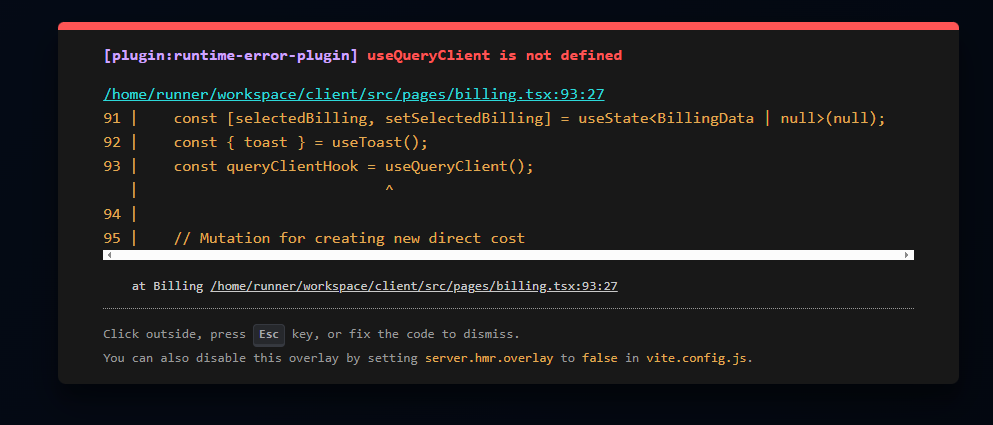 [plugin:runtime-error-plugin] useQueryClient is not defined
/home/runner/workspace/client/src/pages/billing.tsx:93:27
91 |    const [selectedBilling, setSelectedBilling] = useState<BillingData | null>(null);
92 |    const { toast } = useToast();
93 |    const queryClientHook = useQueryClient();
   |                            ^
94 |
95 |    // Mutation for creating new direct cost
at Billing /home/runner/workspace/client/src/pages/billing.tsx:93:27
Click outside, press Esc key, or fix the code to dismiss.
You can also disable this overlay by setting server.hmr.overlay to false in vite.config.js.